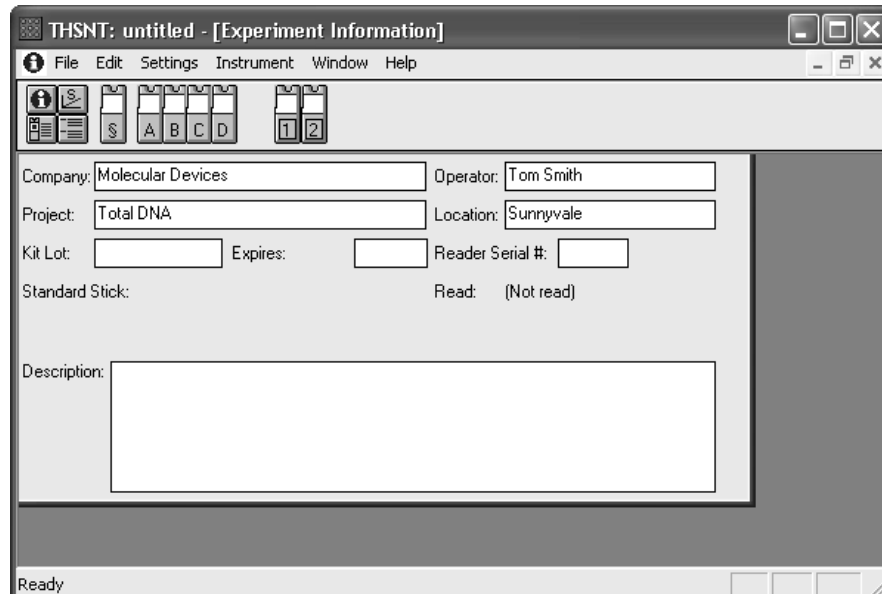 THSNT: untitled - [Experiment Information]
File Edit Settings Instrument Window Help
§ A B C D 1 2
Company: Molecular Devices Operator: Tom Smith
Project: Total DNA Location: Sunnyvale
Kit Lot: Expires: Reader Serial #:
Standard Stick: Read: (Not read)
Description:
Ready